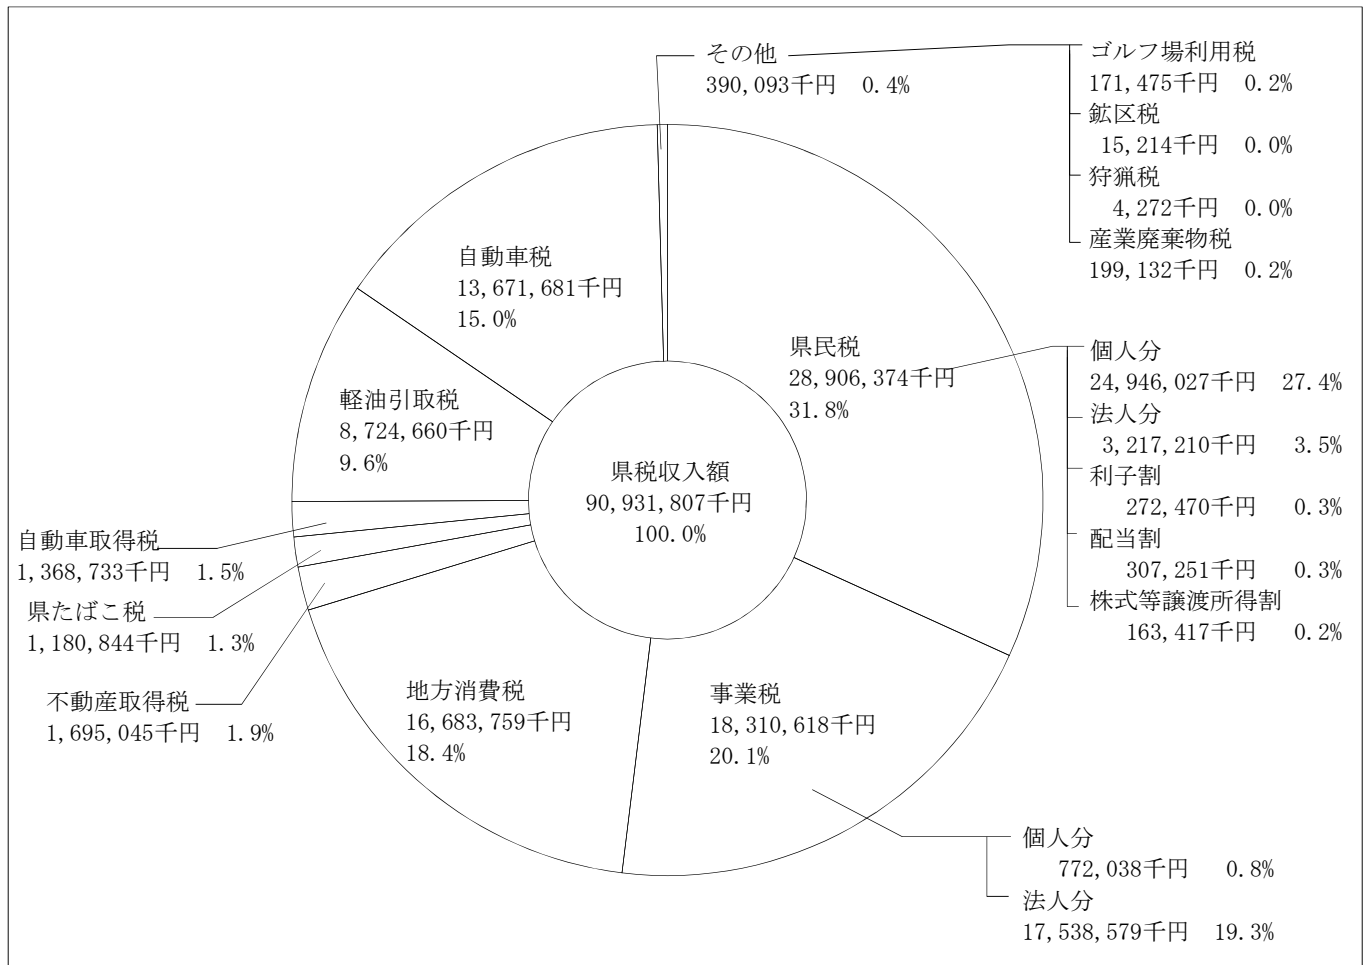 その他
390,093千円 0.4%
ゴルフ場利用税
171,475千円 0.2%
鉱区税
15,214千円 0.0%
狩猟税
4,272千円 0.0%
産業廃棄物税
199,132千円 0.2%
自動車税
13,671,681千円
15.0%
県民税
28,906,374千円
31.8%
個人分
24,946,027千円 27.4%
法人分
3,217,210千円 3.5%
利子割
272,470千円 0.3%
配当割
307,251千円 0.3%
株式等譲渡所得割
163,417千円 0.2%
軽油引取税
8,724,660千円
9.6%
県税収入額
90,931,807千円
100.0%
自動車取得税
1,368,733千円 1.5%
県たばこ税
1,180,844千円 1.3%
不動産取得税
1,695,045千円 1.9%
地方消費税
16,683,759千円
18.4%
事業税
18,310,618千円
20.1%
個人分
772,038千円 0.8%
法人分
17,538,579千円 19.3%